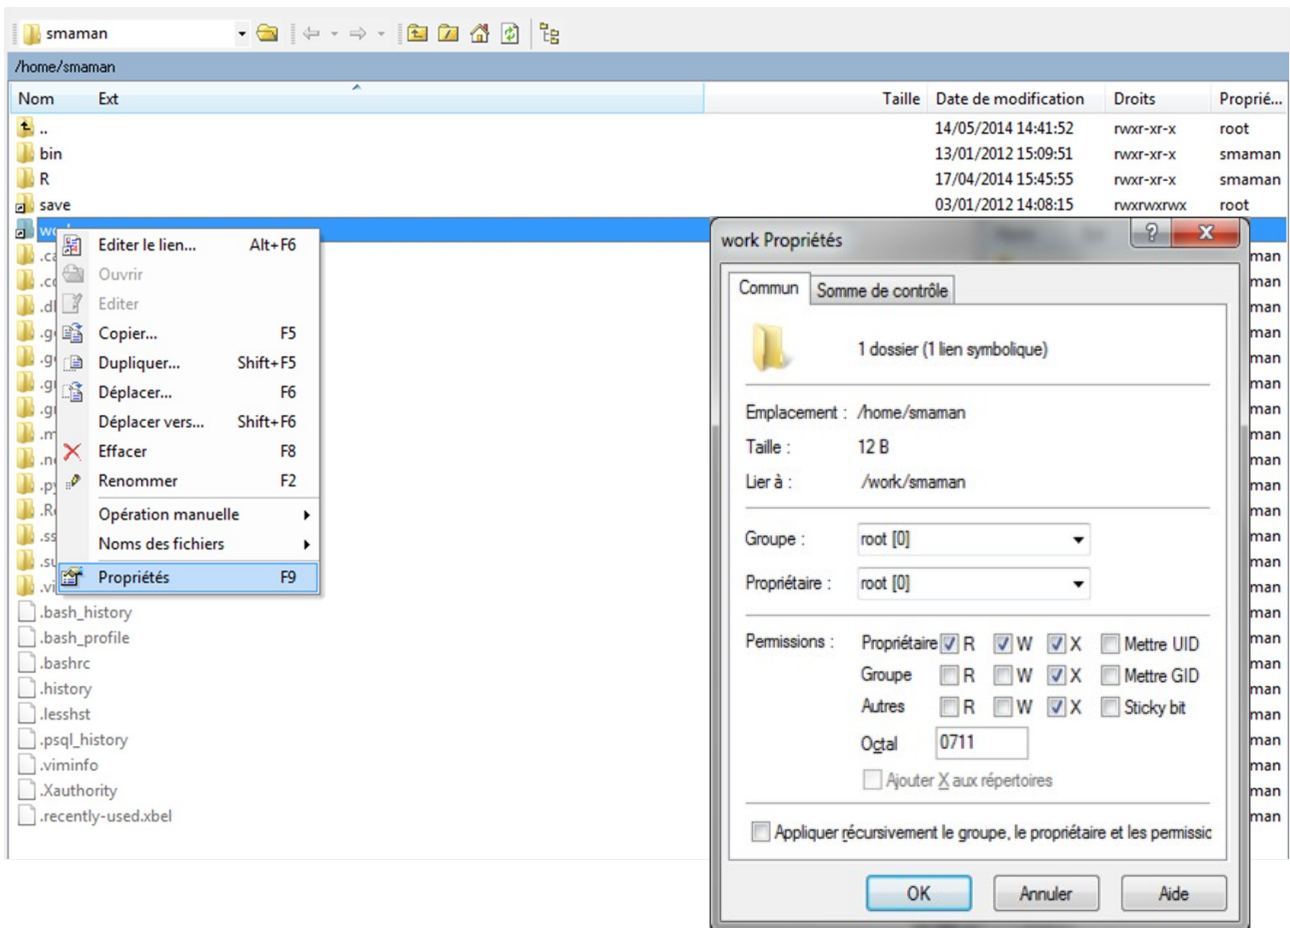 smaman
/home/smaman
Nom Ext Taille Date de modification Droits Proprié...
.. 14/05/2014 14:41:52 rwxr-xr-x root
bin 13/01/2012 15:09:51 rwxr-xr-x smaman
R 17/04/2014 15:45:55 rwxr-xr-x smaman
save 03/01/2012 14:08:15 rwxrwxrwx root
Editer le lien... Alt+F6
Ouvrir
Editer
Copier... F5
Dupliquer... Shift+F5
Déplacer... F6
Déplacer vers... Shift+F6
Effacer F8
Renommer F2
Opération manuelle
Noms des fichiers
Propriétés F9
.bash_history
.bash_profile
.bashrc
.history
.lesshst
.psql_history
.viminfo
.Xauthority
.recently-used.xbel
work Propriétés
Commun Somme de contrôle
1 dossier (1 lien symbolique)
Emplacement : /home/smaman
Taille : 12 B
Lier à : /work/smaman
Groupe : root [0]
Propriétaire : root [0]
Permissions : Propriétaire R W X Mettre UID
Groupe R W X Mettre GID
Autres R W X Sticky bit
Octal 0711
Ajouter X aux répertoires
Appliquer récursivement le groupe, le propriétaire et les permissic
OK Annuler Aide